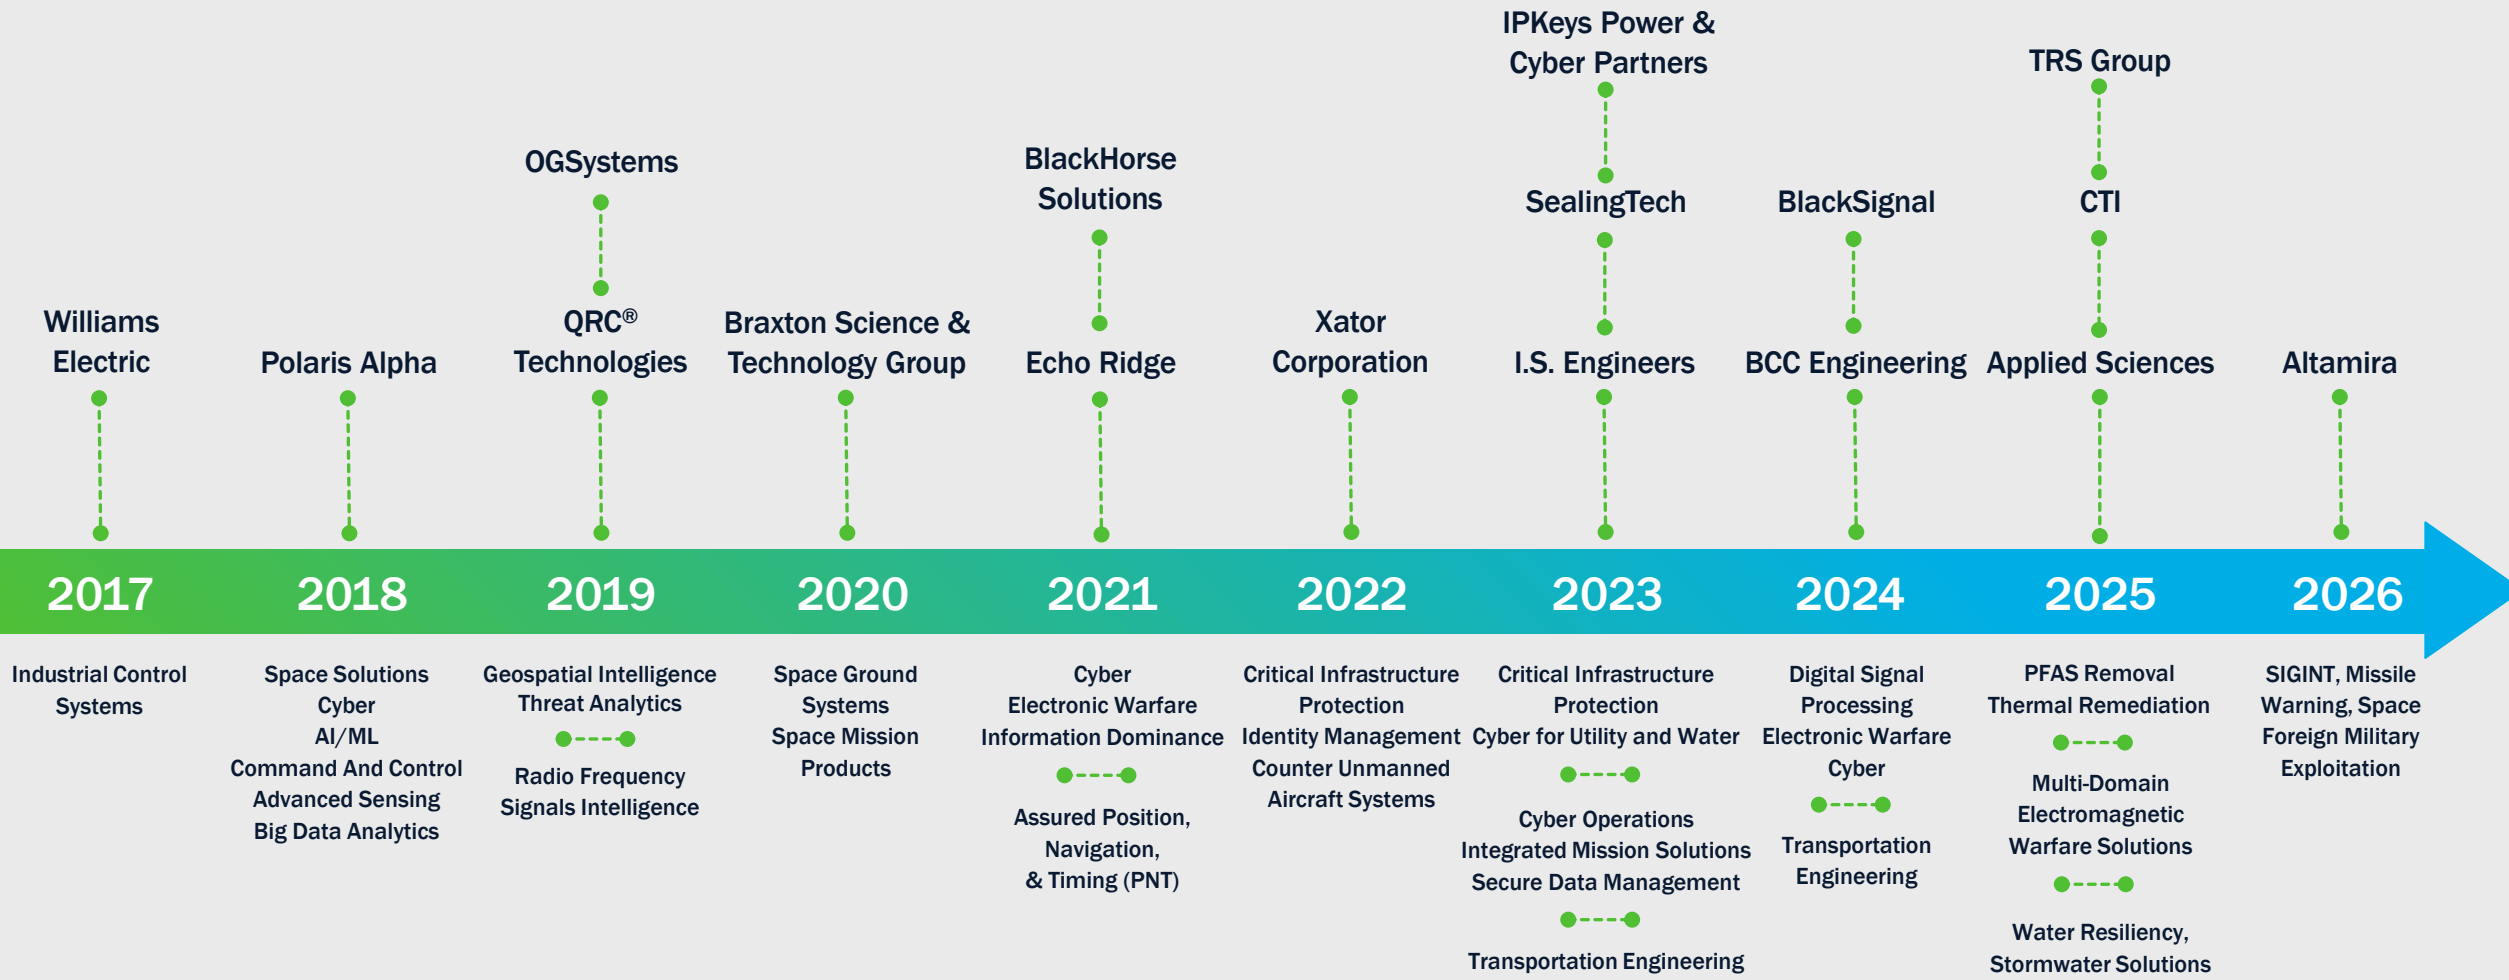 IPKeys Power &
Cyber Partners
TRS Group
OGSystems
BlackHorse
Solutions
SealingTech
BlackSignal
CTI
Williams
Electric
Polaris Alpha
QRC®
Technologies
Braxton Science &
Technology Group
Echo Ridge
Xator
Corporation
I.S. Engineers
BCC Engineering
Applied Sciences
Altamira
2017
2018
2019
2020
2021
2022
2023
2024
2025
2026
Industrial Control
Systems
Space Solutions
Cyber
AI/ML
Command And Control
Advanced Sensing
Big Data Analytics
Geospatial Intelligence
Threat Analytics
Radio Frequency
Signals Intelligence
Space Ground
Systems
Space Mission
Products
Cyber
Electronic Warfare
Information Dominance
Assured Position,
Navigation,
& Timing (PNT)
Critical Infrastructure
Protection
Identity Management
Counter Unmanned
Aircraft Systems
Critical Infrastructure
Protection
Cyber for Utility and Water
Cyber Operations
Integrated Mission Solutions
Secure Data Management
Transportation Engineering
Digital Signal
Processing
Electronic Warfare
Cyber
Transportation
Engineering
PFAS Removal
Thermal Remediation
Multi-Domain
Electromagnetic
Warfare Solutions
Water Resiliency,
Stormwater Solutions
SIGINT, Missile
Warning, Space
Foreign Military
Exploitation